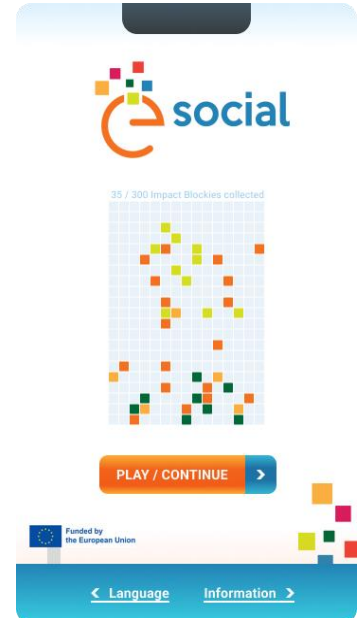 e social
35 / 300 Impact Blockies collected
PLAY / CONTINUE
Funded by
the European Union
Language
Information